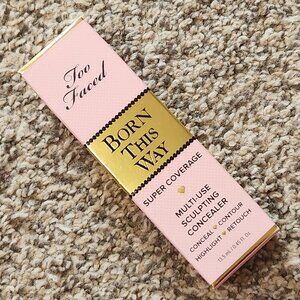 Too
Faced
BORN
THIS
WAY
SUPER COVERAGE
MULTI-USE
SCULPTING
CONCEALER
CONCEAL CONTOUR
HIGHLIGHT RETOUCH